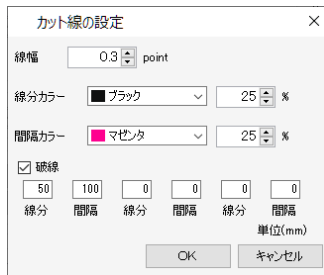 カット線の設定 ×
線幅 0.3 point
線分カラー ブラック 25 %
間隔カラー マゼンタ 25 %
破線
50 100 0 0 0 0
線分 間隔 線分 間隔 線分 間隔
単位(mm)
OK キャンセル